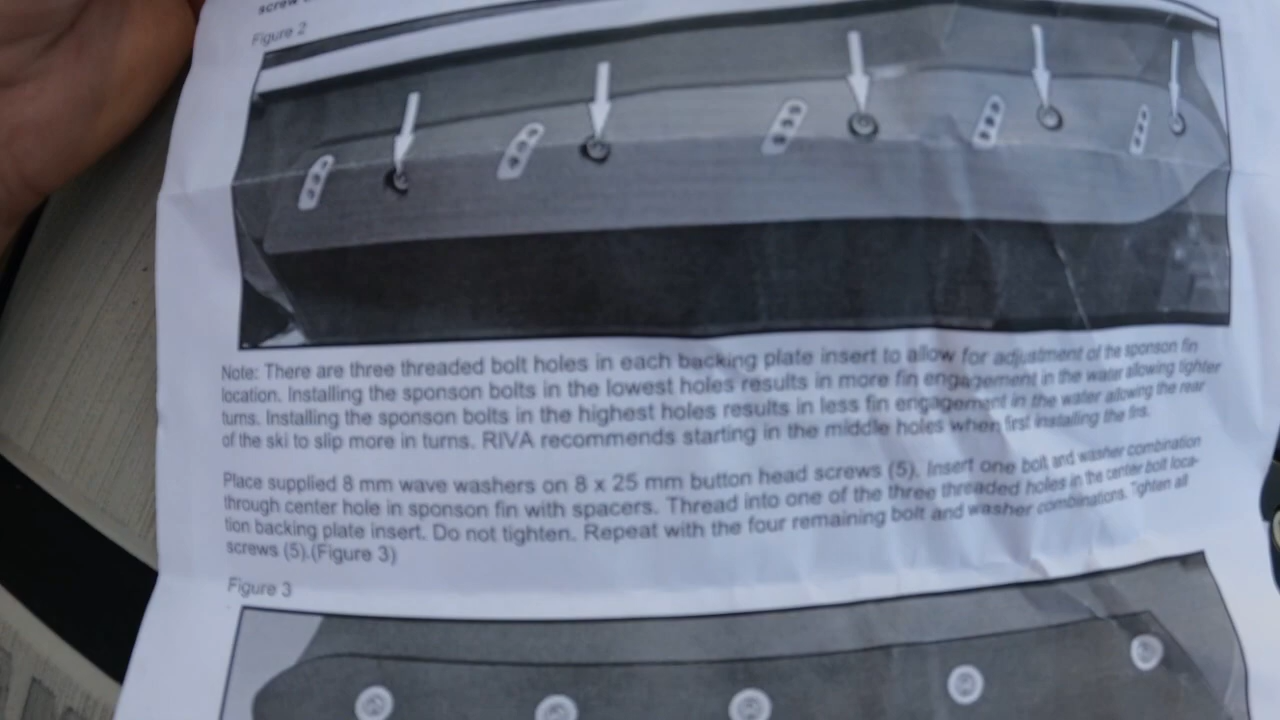 screw
Figure 2
Note: There are three threaded bolt holes in each backing plate insert to allow for adjustment of the sponson fin
location. Installing the sponson bolts in the lowest holes results in more fin engagement in the water allowing tighter
turns. Installing the sponson bolts in the highest holes results in less fin engagement in the water allowing the rear
of the ski to slip more in turns. RIVA recommends starting in the middle holes when first installing the fins.
Place supplied 8 mm wave washers on 8 x 25 mm button head screws (5). Insert one bolt and washer combination
through center hole in sponson fin with spacers. Thread into one of the three threaded holes in the center bolt loca-
tion backing plate insert. Do not tighten. Repeat with the four remaining bolt and washer combinations. Tighten all
screws (5).(Figure 3)
Figure 3